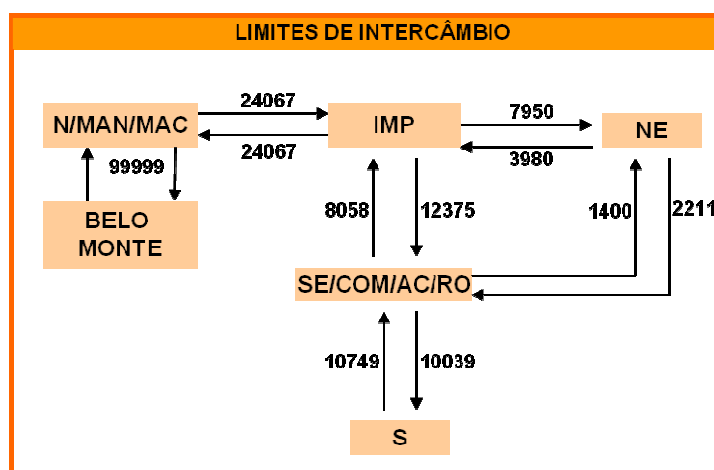 LIMITES DE INTERCÂMBIO
24067
7950
N/MAN/MAC
IMP
NE
24067
3980
99999
BELO
MONTE
8058
12375
1400
2211
SE/COM/AC/RO
10749
10039
S